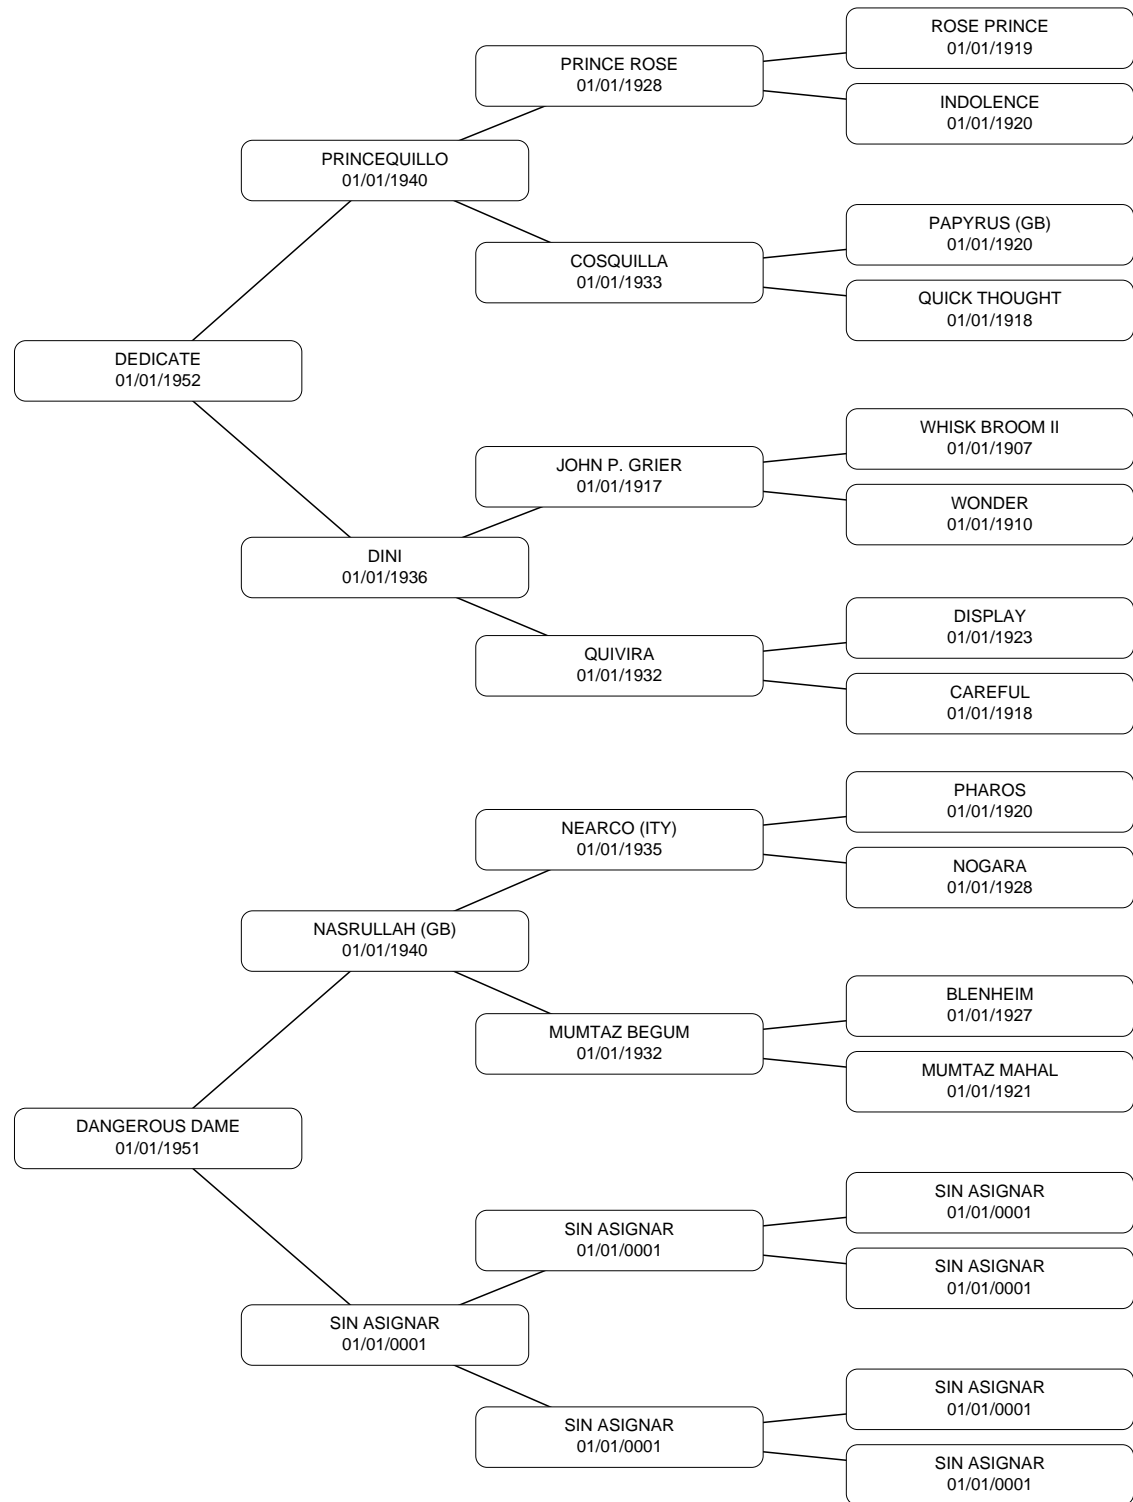 ROSE PRINCE
01/01/1919
PRINCE ROSE
01/01/1928
INDOLENCE
01/01/1920
PRINCEQUILLO
01/01/1940
PAPYRUS (GB)
01/01/1920
COSQUILLA
01/01/1933
QUICK THOUGHT
01/01/1918
DEDICATE
01/01/1952
WHISK BROOM II
01/01/1907
JOHN P. GRIER
01/01/1917
WONDER
01/01/1910
DINI
01/01/1936
DISPLAY
01/01/1923
QUIVIRA
01/01/1932
CAREFUL
01/01/1918
PHAROS
01/01/1920
NEARCO (ITY)
01/01/1935
NOGARA
01/01/1928
NASRULLAH (GB)
01/01/1940
BLENHEIM
01/01/1927
MUMTAZ BEGUM
01/01/1932
MUMTAZ MAHAL
01/01/1921
DANGEROUS DAME
01/01/1951
SIN ASIGNAR
01/01/0001
SIN ASIGNAR
01/01/0001
SIN ASIGNAR
01/01/0001
SIN ASIGNAR
01/01/0001
SIN ASIGNAR
01/01/0001
SIN ASIGNAR
01/01/0001
SIN ASIGNAR
01/01/0001